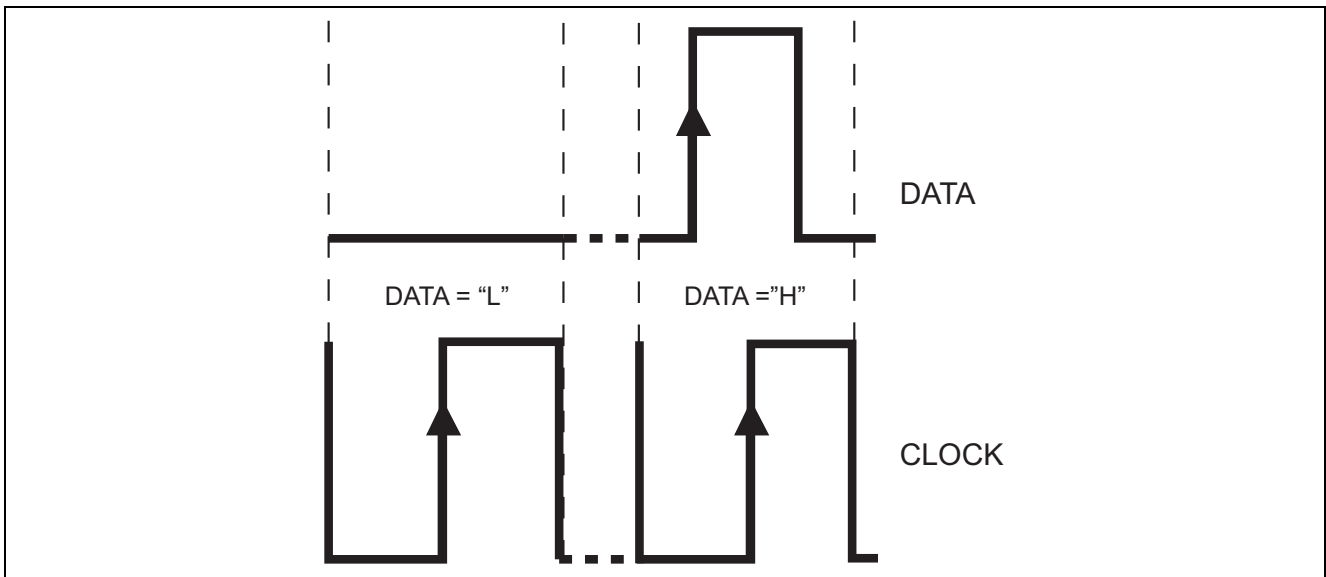 DATA
DATA = “L”
DATA =”H”
CLOCK